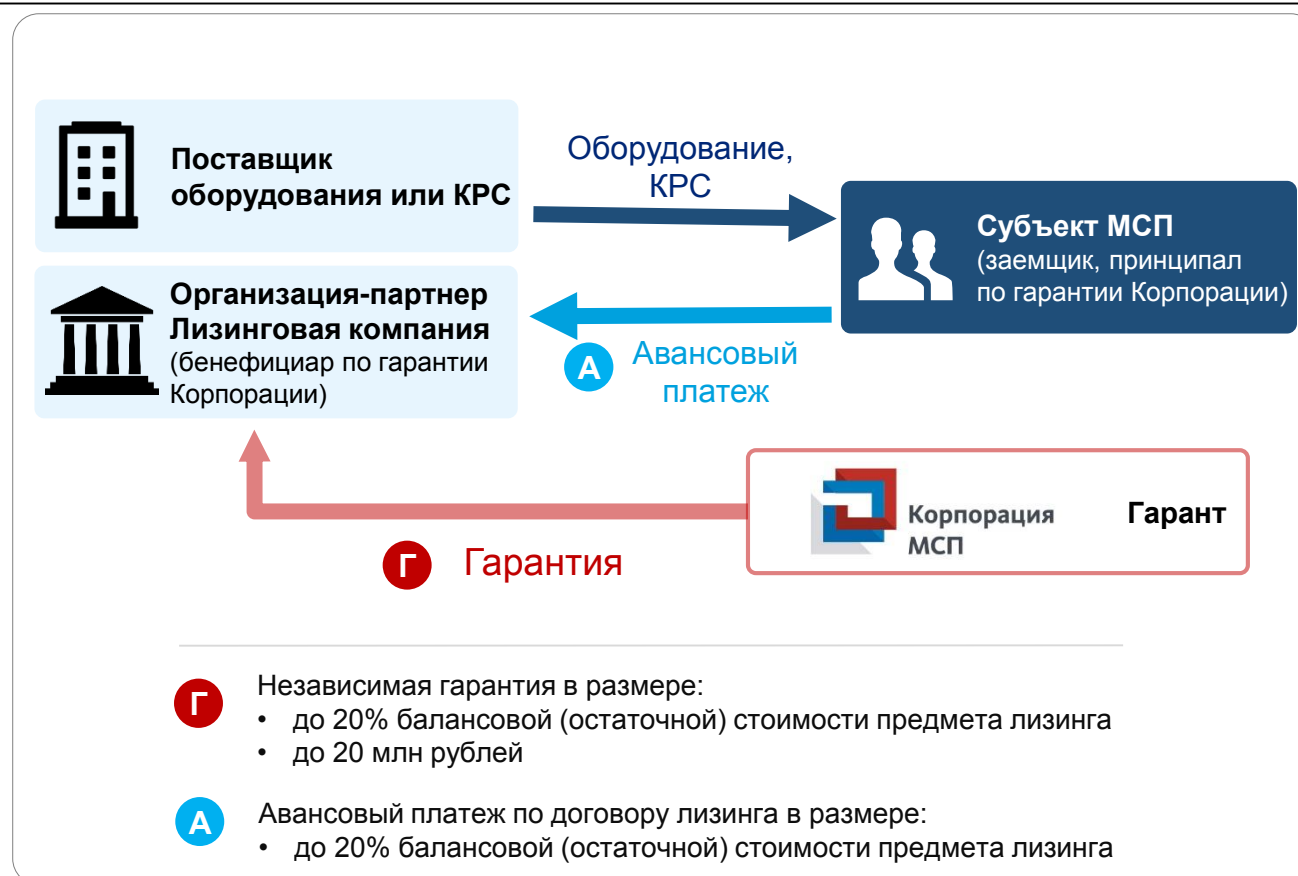 Поставщик
оборудования или КРС
Оборудование,
КРС
Субъект МСП
(заемщик, принципал
по гарантии Корпорации)
Организация-партнер
Лизинговая компания
(бенефициар по гарантии
Корпорации)
А
Авансовый
платеж
Корпорация
МСП
Гарант
Г
Гарантия
Г
Независимая гарантия в размере:
• до 20% балансовой (остаточной) стоимости предмета лизинга
• до 20 млн рублей
А
Авансовый платеж по договору лизинга в размере:
• до 20% балансовой (остаточной) стоимости предмета лизинга